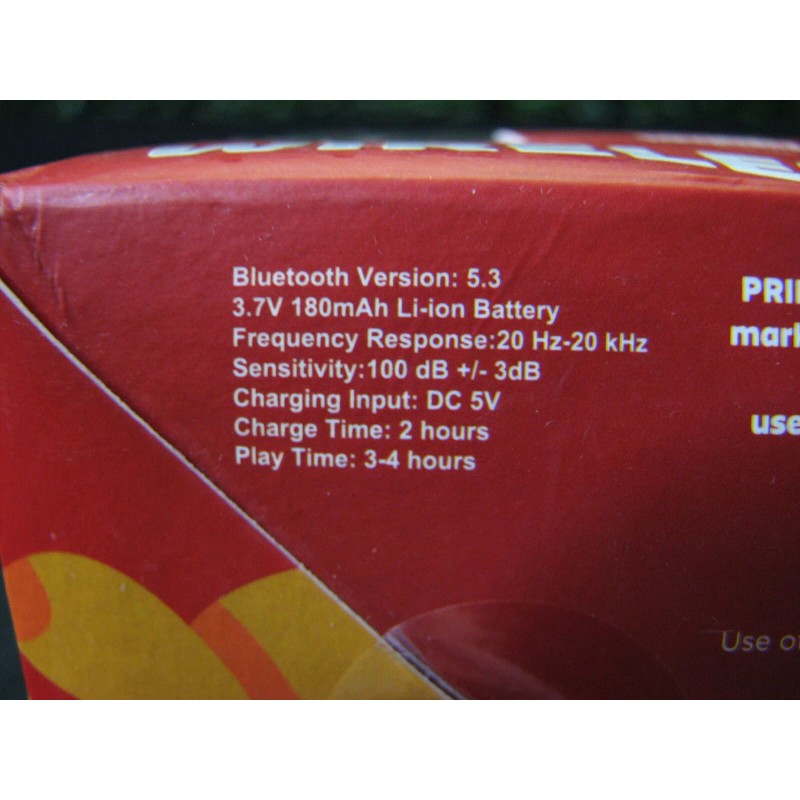 Bluetooth Version: 5.3
3.7V 180mAh Li-ion Battery
Frequency Response:20 Hz-20 kHz
Sensitivity:100 dB +/- 3dB
Charging Input: DC 5V
Charge Time: 2 hours
Play Time: 3-4 hours
Use